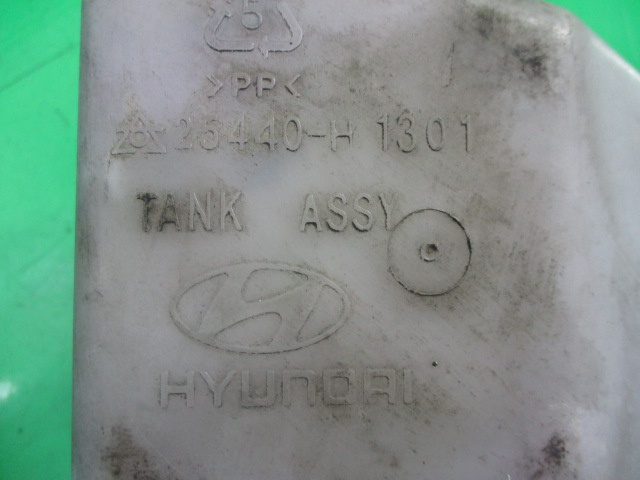 5
>PP<
25440-H1301
TANK ASSY
HYUNDAI